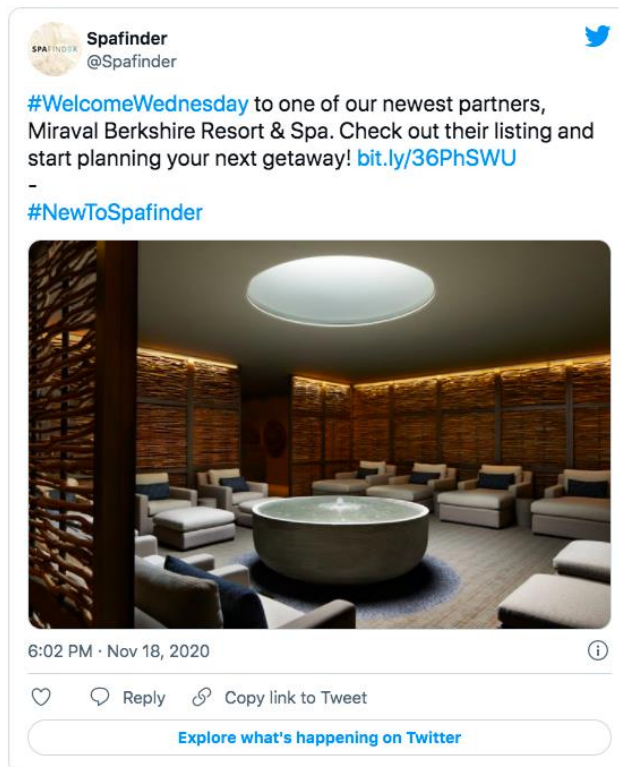 SPAFINDER
Spafinder
@Spafinder
#WelcomeWednesday to one of our newest partners,
Miraval Berkshire Resort & Spa. Check out their listing and
start planning your next getaway! bit.ly/36PhSWU
-
#NewToSpafinder
6:02 PM · Nov 18, 2020
Reply
Copy link to Tweet
Explore what's happening on Twitter